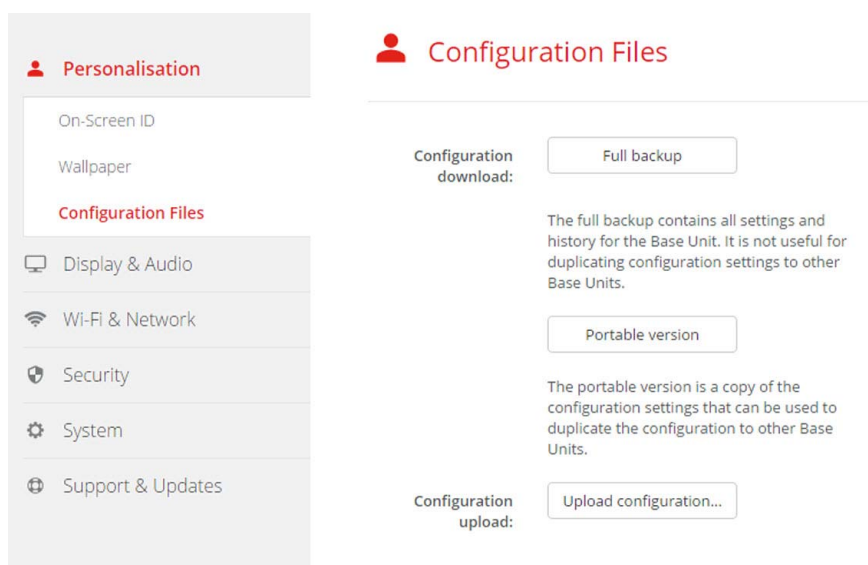 Personalisation
On-Screen ID
Wallpaper
Configuration Files
Display & Audio
Wi-Fi & Network
Security
System
Support & Updates
Configuration Files
Configuration
download:
Full backup
The full backup contains all settings and
history for the Base Unit. It is not useful for
duplicating configuration settings to other
Base Units.
Portable version
The portable version is a copy of the
configuration settings that can be used to
duplicate the configuration to other Base
Units.
Configuration
upload:
Upload configuration...